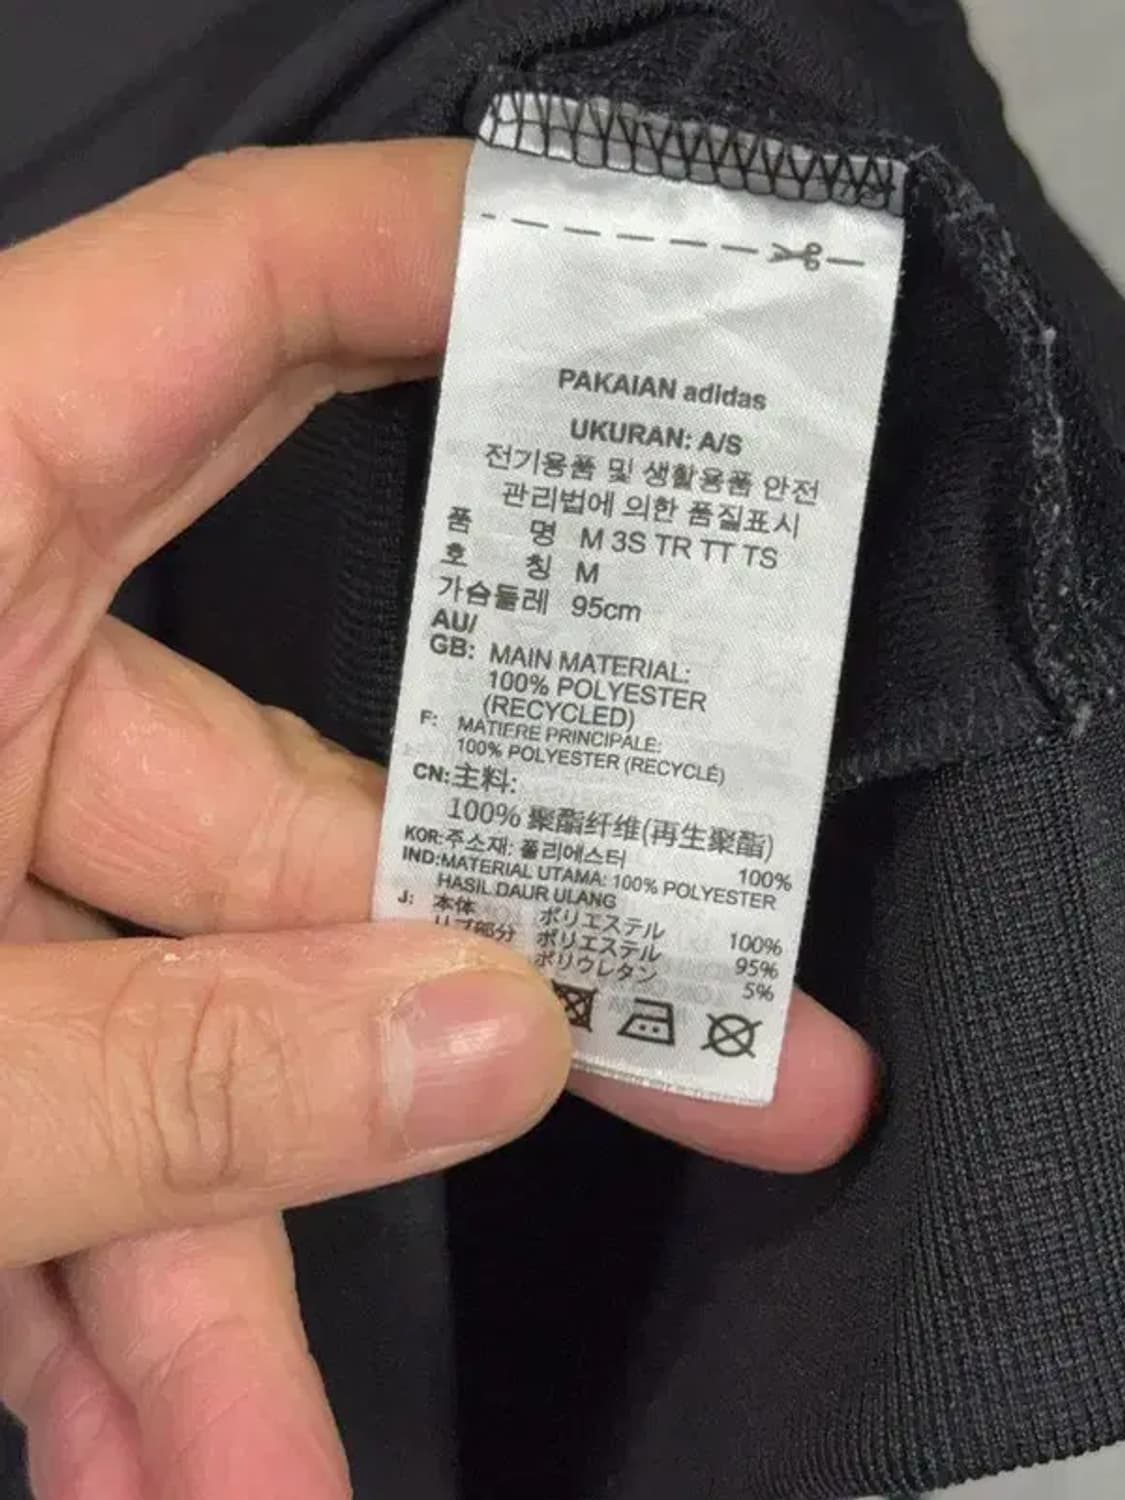 PAKAIAN adidas
UKURAN: A/S
전기용품 및 생활용품 안전
관리법에 의한 품질표시
품 명 M 3S TR TT TS
호 칭 M
가슴둘레 95cm
AU/
GB: MAIN MATERIAL:
100% POLYESTER
(RECYCLED)
F: MATIERE PRINCIPALE:
100% POLYESTER (RECYCLÉ)
CN:主料:
100% 聚酯纤维(再生聚酯)
KOR:주소재: 폴리에스터 100%
IND:MATERIAL UTAMA: 100% POLYESTER
HASIL DAUR ULANG
J: 本体 ポリエステル 100%
リブ部分 ポリエステル 95%
ポリウレタン 5%